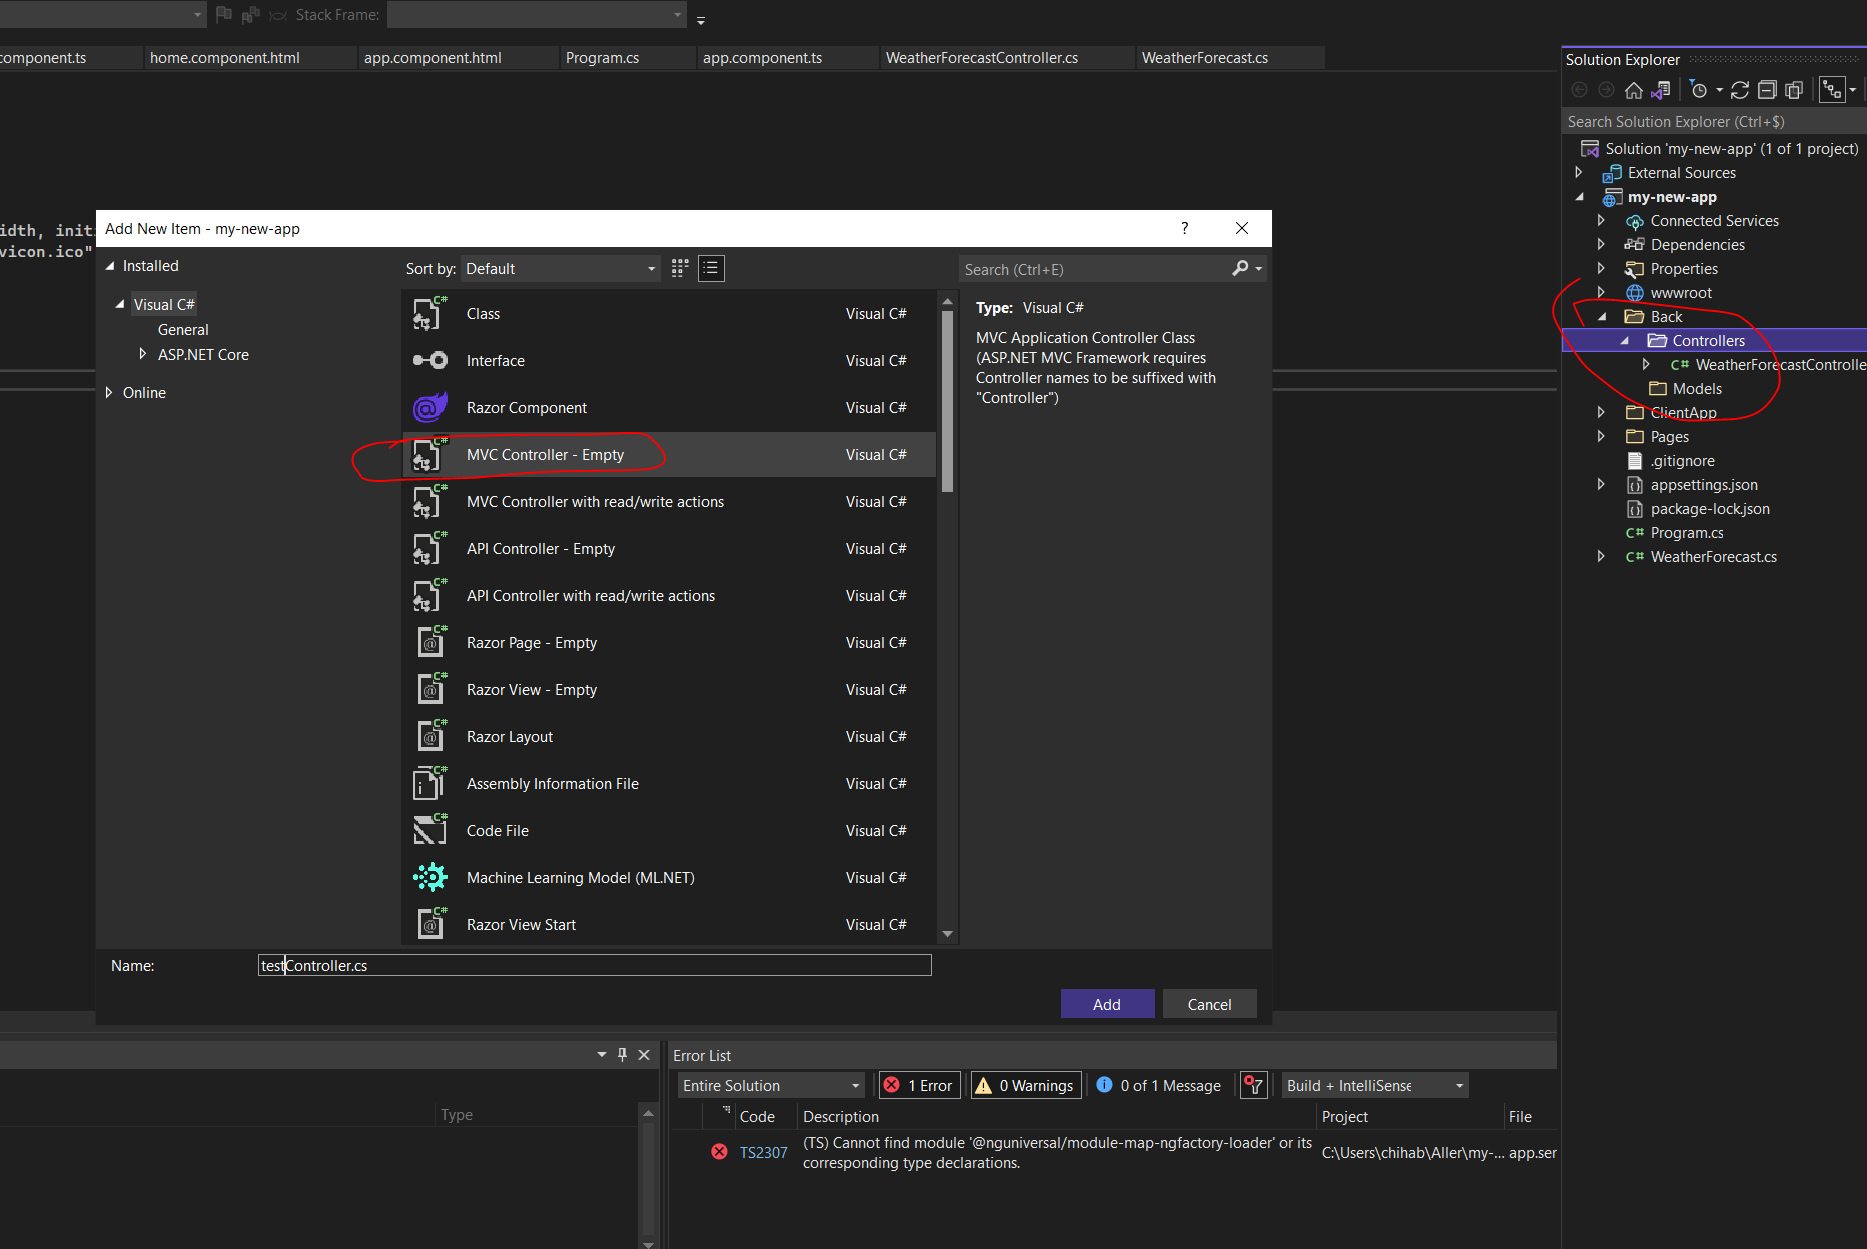 Stack Frame:
component.ts
home.component.html
app.component.html
Program.cs
app.component.ts
WeatherForecastController.cs
WeatherForecast.cs
idth, initi
vicon.ico"
Add New Item - my-new-app
?
Installed
Visual C#
General
ASP.NET Core
Online
Sort by: Default
Search (Ctrl+E)
Class Visual C#
Interface Visual C#
Razor Component Visual C#
MVC Controller - Empty Visual C#
MVC Controller with read/write actions Visual C#
API Controller - Empty Visual C#
API Controller with read/write actions Visual C#
Razor Page - Empty Visual C#
Razor View - Empty Visual C#
Razor Layout Visual C#
Assembly Information File Visual C#
Code File Visual C#
Machine Learning Model (ML.NET) Visual C#
Razor View Start Visual C#
Type: Visual C#
MVC Application Controller Class
(ASP.NET MVC Framework requires
Controller names to be suffixed with
"Controller")
Name: testController.cs
Add
Cancel
Solution Explorer
Search Solution Explorer (Ctrl+$)
Solution 'my-new-app' (1 of 1 project)
External Sources
my-new-app
Connected Services
Dependencies
Properties
wwwroot
Back
Controllers
C# WeatherForecastControlle
Models
ClientApp
Pages
.gitignore
appsettings.json
package-lock.json
C# Program.cs
C# WeatherForecast.cs
Type
Error List
Entire Solution
1 Error
0 Warnings
0 of 1 Message
Build + IntelliSense
Code Description Project File
TS2307 (TS) Cannot find module '@nguniversal/module-map-ngfactory-loader' or its
corresponding type declarations.
C:\Users\chihab\Aller\my-... app.ser